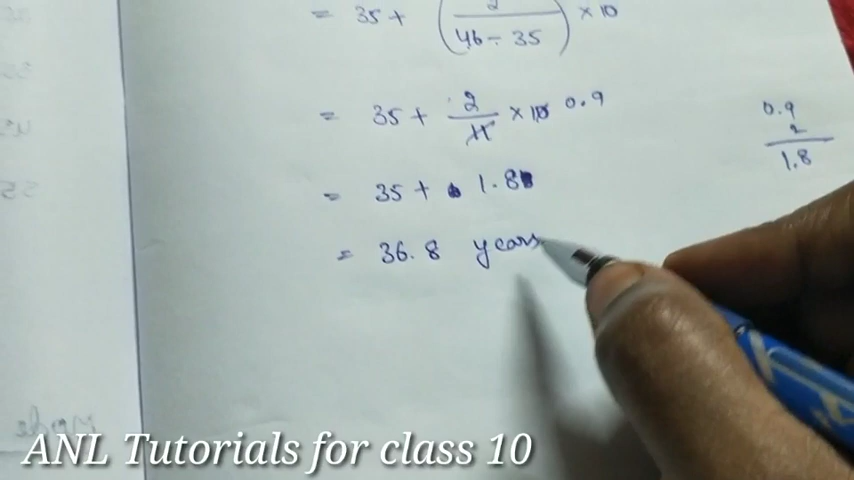 = 35 + ( 2 / 46 - 35 ) × 10
= 35 + 2 / 11 × 10 0.9
0.9
2
1.8
= 35 + 1.8
= 36.8 years
ANL Tutorials for class 10